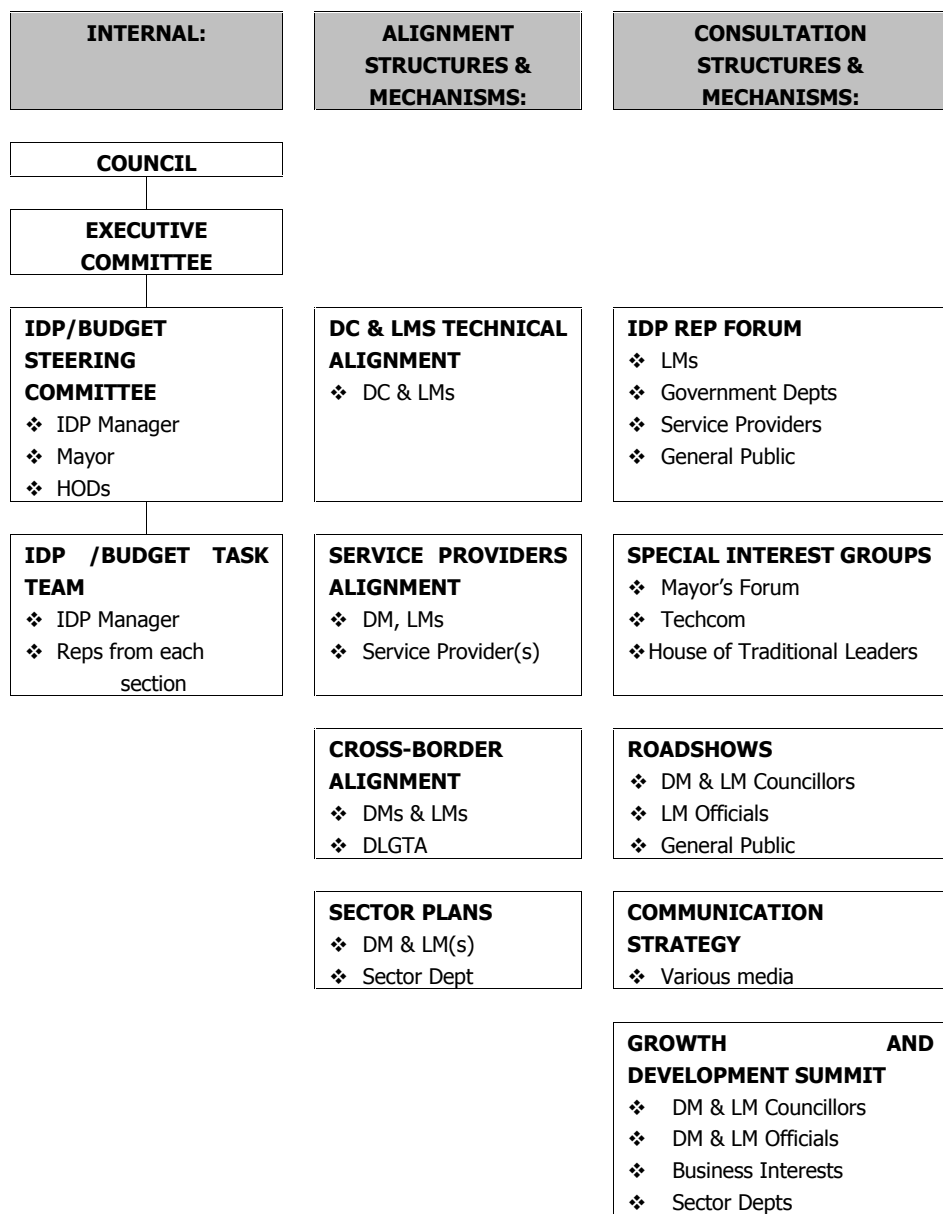 INTERNAL:
ALIGNMENT
STRUCTURES &
MECHANISMS:
CONSULTATION
STRUCTURES &
MECHANISMS:
COUNCIL
EXECUTIVE
COMMITTEE
IDP/BUDGET
STEERING
COMMITTEE
❖ IDP Manager
❖ Mayor
❖ HODs
DC & LMS TECHNICAL
ALIGNMENT
❖ DC & LMs
IDP REP FORUM
❖ LMs
❖ Government Depts
❖ Service Providers
❖ General Public
IDP /BUDGET TASK
TEAM
❖ IDP Manager
❖ Reps from each
section
SERVICE PROVIDERS
ALIGNMENT
❖ DM, LMs
❖ Service Provider(s)
SPECIAL INTEREST GROUPS
❖ Mayor’s Forum
❖ Techcom
❖House of Traditional Leaders
CROSS-BORDER
ALIGNMENT
❖ DMs & LMs
❖ DLGTA
ROADSHOWS
❖ DM & LM Councillors
❖ LM Officials
❖ General Public
SECTOR PLANS
❖ DM & LM(s)
❖ Sector Dept
COMMUNICATION
STRATEGY
❖ Various media
GROWTH AND
DEVELOPMENT SUMMIT
❖ DM & LM Councillors
❖ DM & LM Officials
❖ Business Interests
❖ Sector Depts